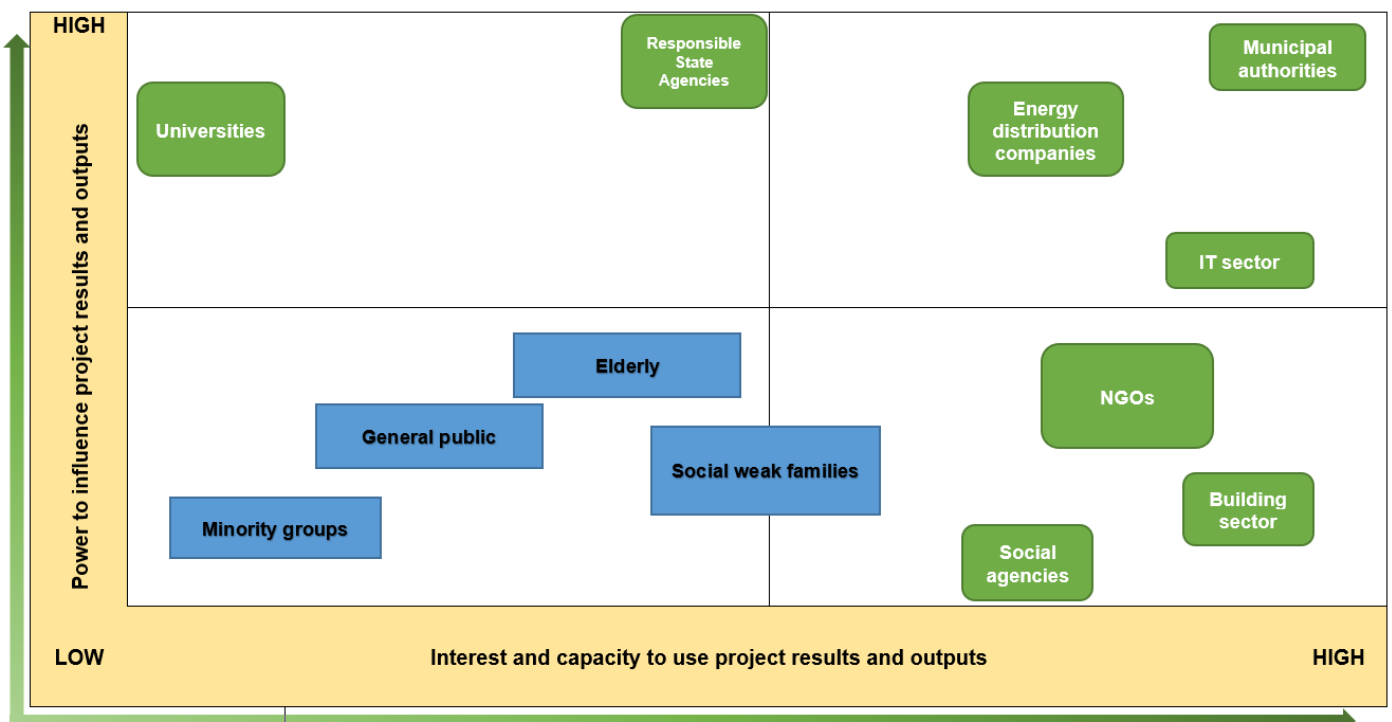 HIGH
Power to influence project results and outputs
Universities
Responsible
State
Agencies
Energy
distribution
companies
Municipal
authorities
IT sector
Elderly
General public
Social weak families
Minority groups
NGOs
Building
sector
Social
agencies
LOW
Interest and capacity to use project results and outputs
HIGH